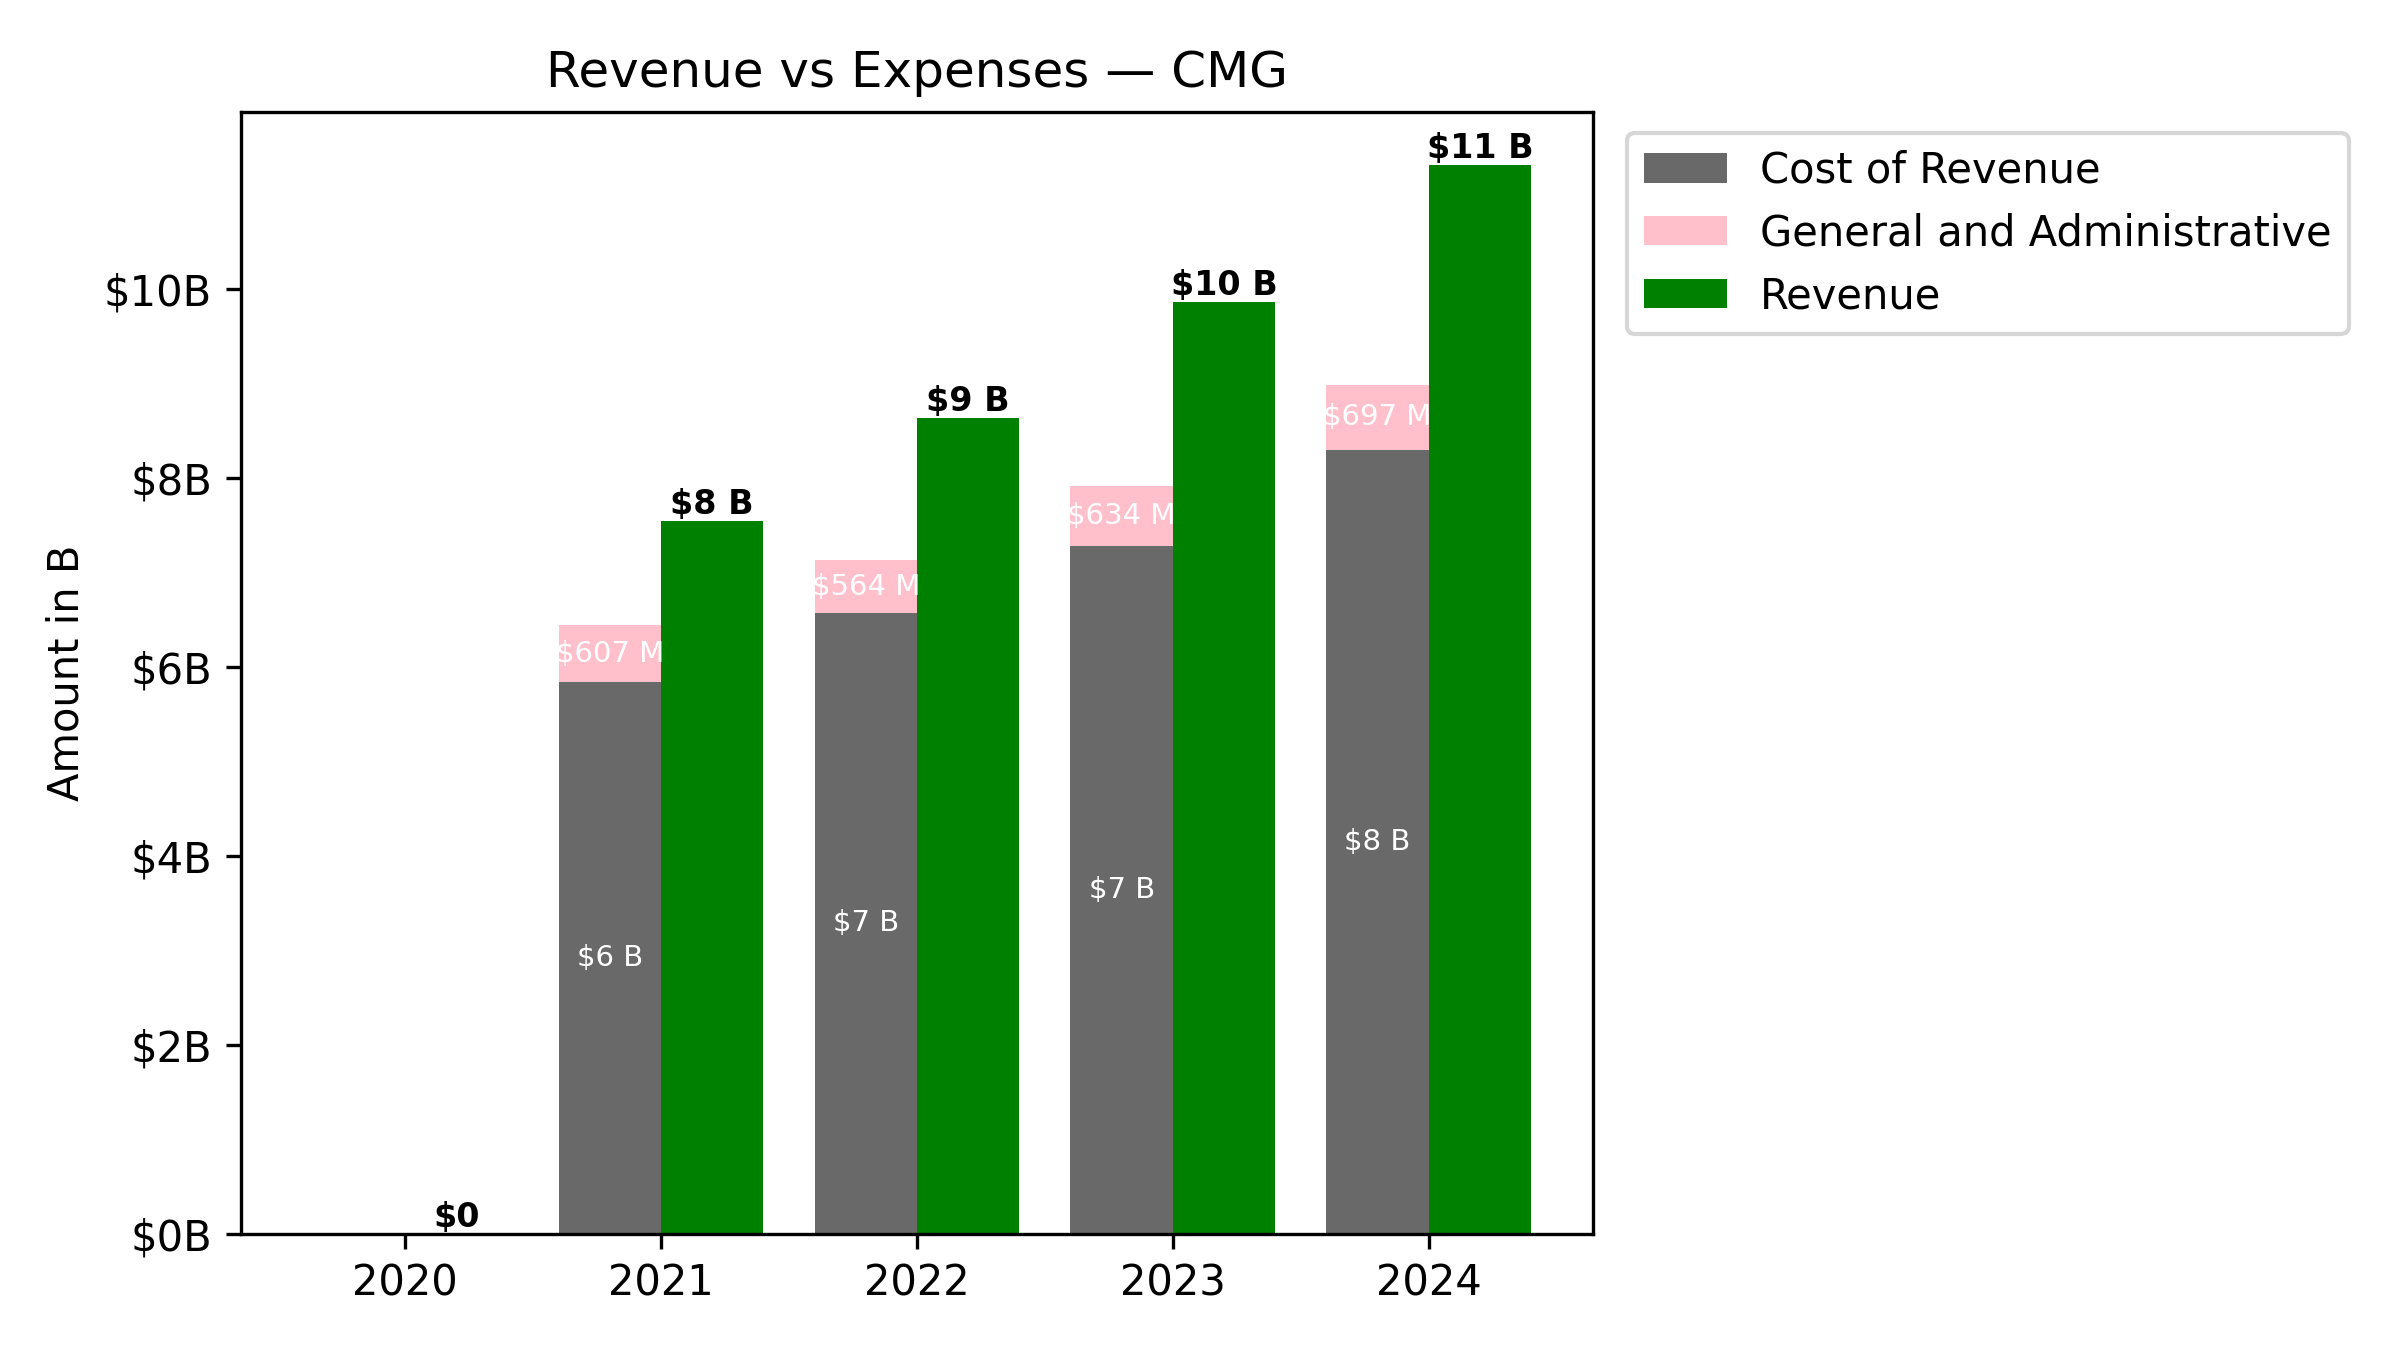 Revenue vs Expenses — CMG
Cost of Revenue
General and Administrative
Revenue
Amount in B
$10B
$8B
$6B
$4B
$2B
$0B
$0
$607 M
$6 B
$8 B
$564 M
$7 B
$9 B
$634 M
$7 B
$10 B
$697 M
$8 B
$11 B
2020
2021
2022
2023
2024